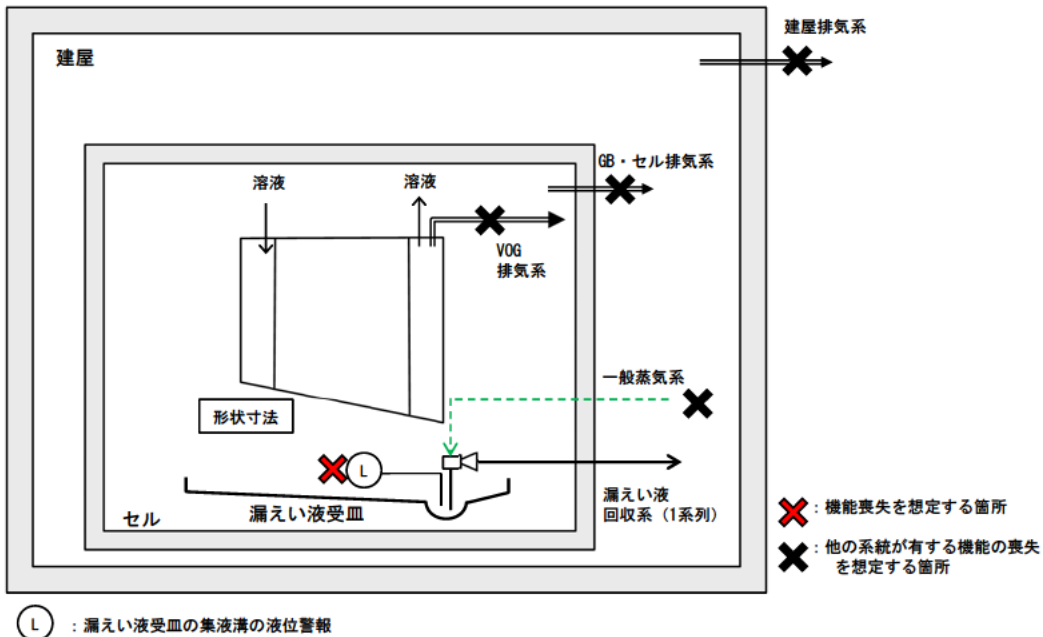 建屋排気系
建屋
GB・セル排気系
溶液
溶液
VOG
排気系
一般蒸気系
形状寸法
L
漏えい液
回収系（1系列）
漏えい液受皿
セル
：機能喪失を想定する箇所
：他の系統が有する機能の喪失
を想定する箇所
L ：漏えい液受皿の集液溝の液位警報